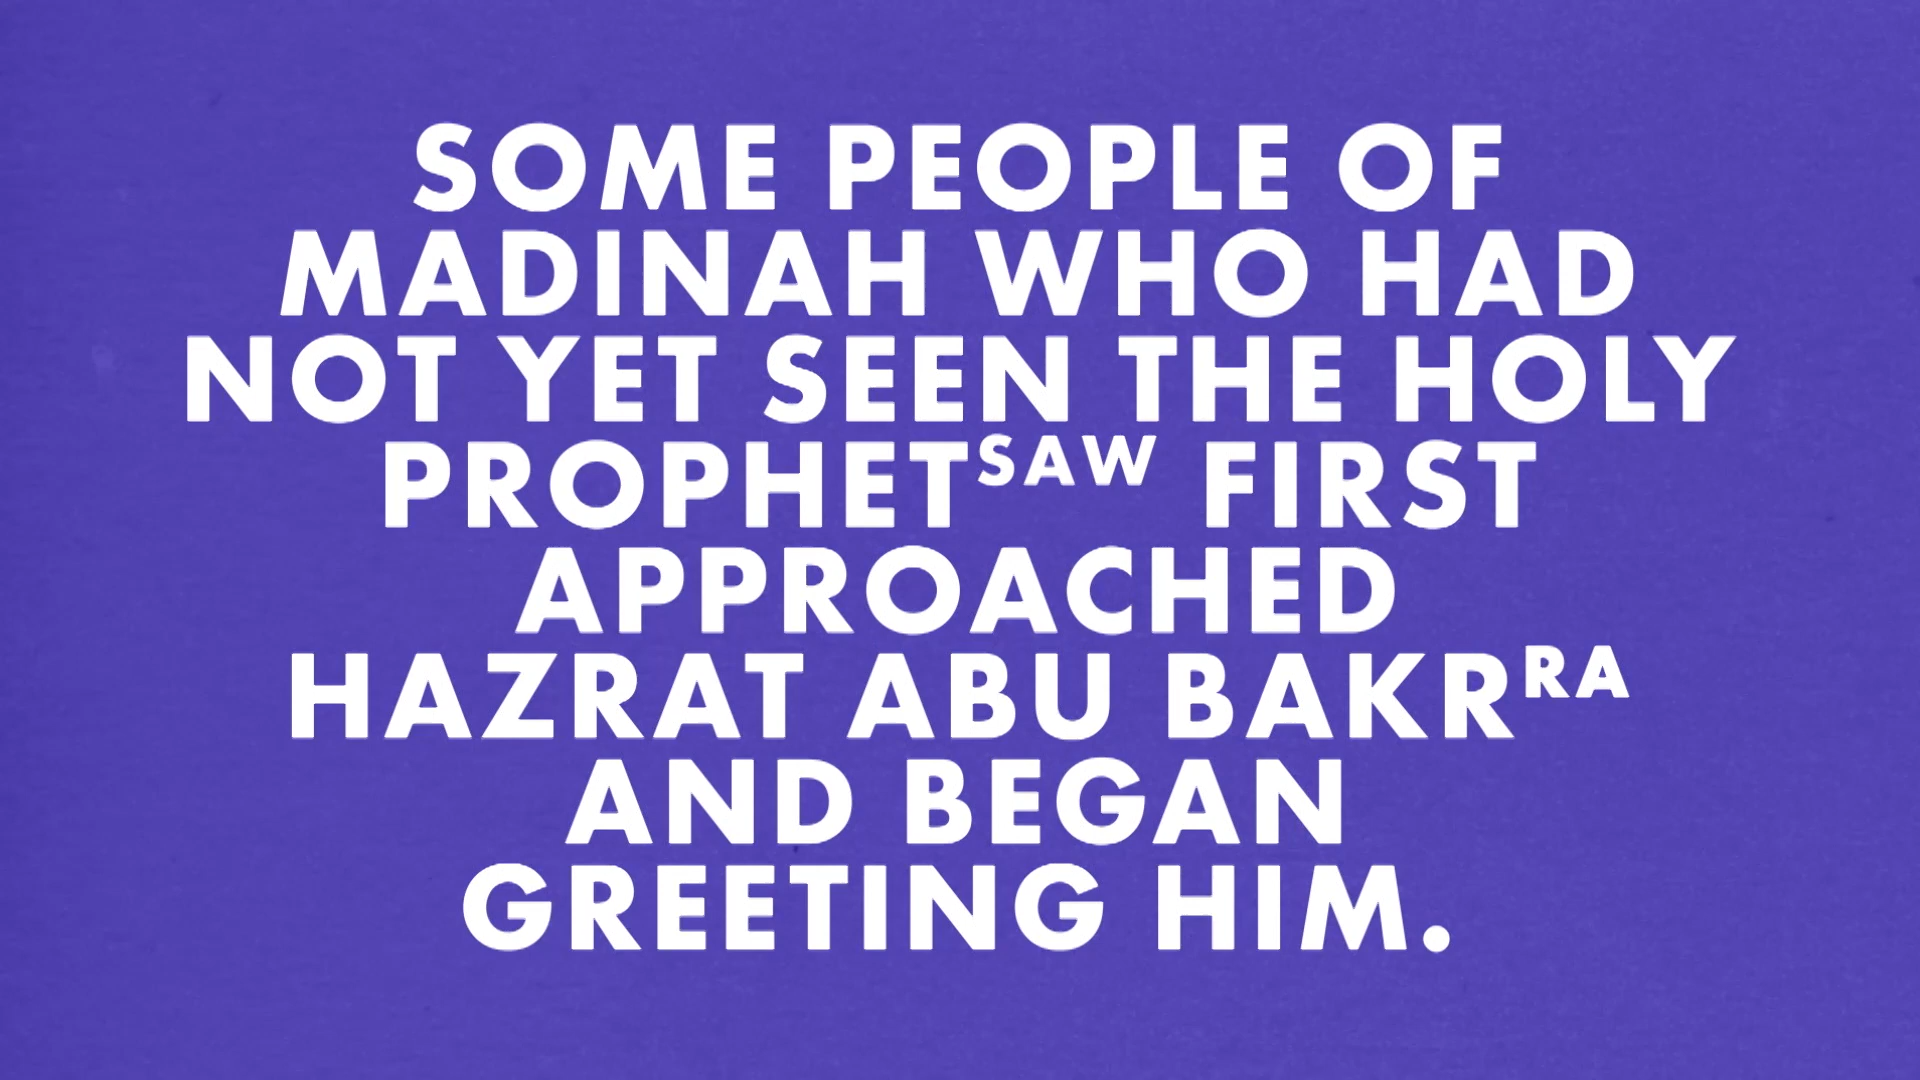 SOME PEOPLE OF
MADINAH WHO HAD
NOT YET SEEN THE HOLY
PROPHETSAW FIRST
APPROACHED
HAZRAT ABU BAKRRA
AND BEGAN
GREETING HIM.